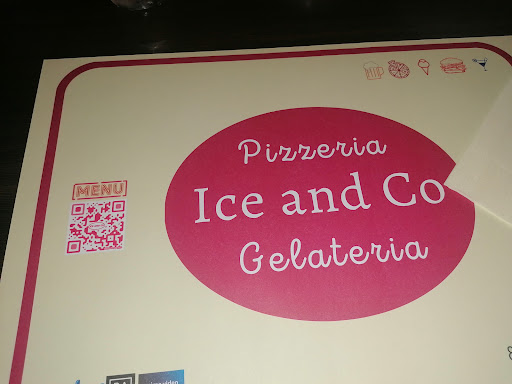 MENU
Pizzeria
Ice and Co
Gelateria